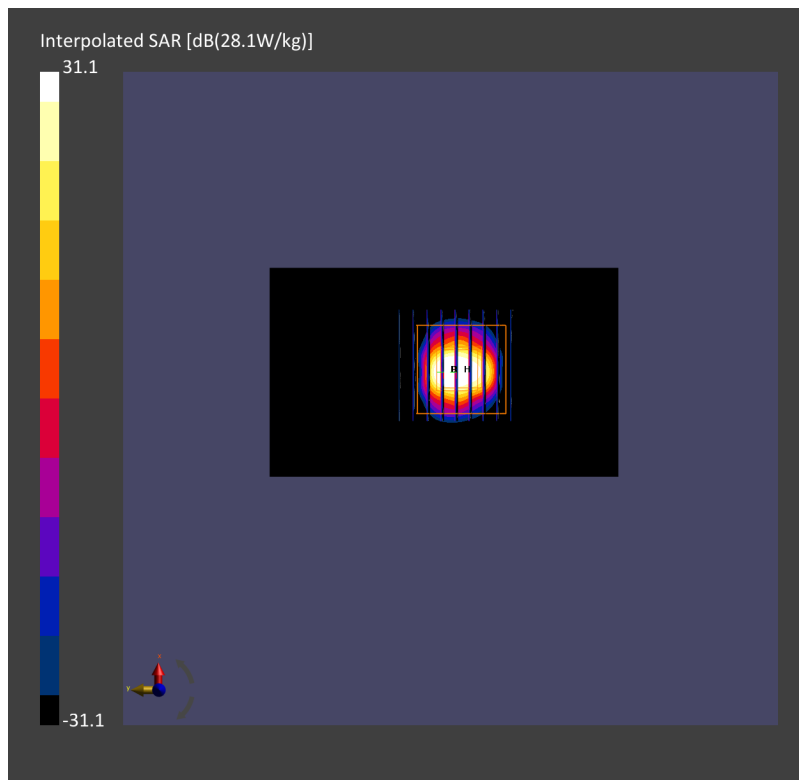 Interpolated SAR [dB(28.1W/kg)]
31.1
H
-31.1
x
y